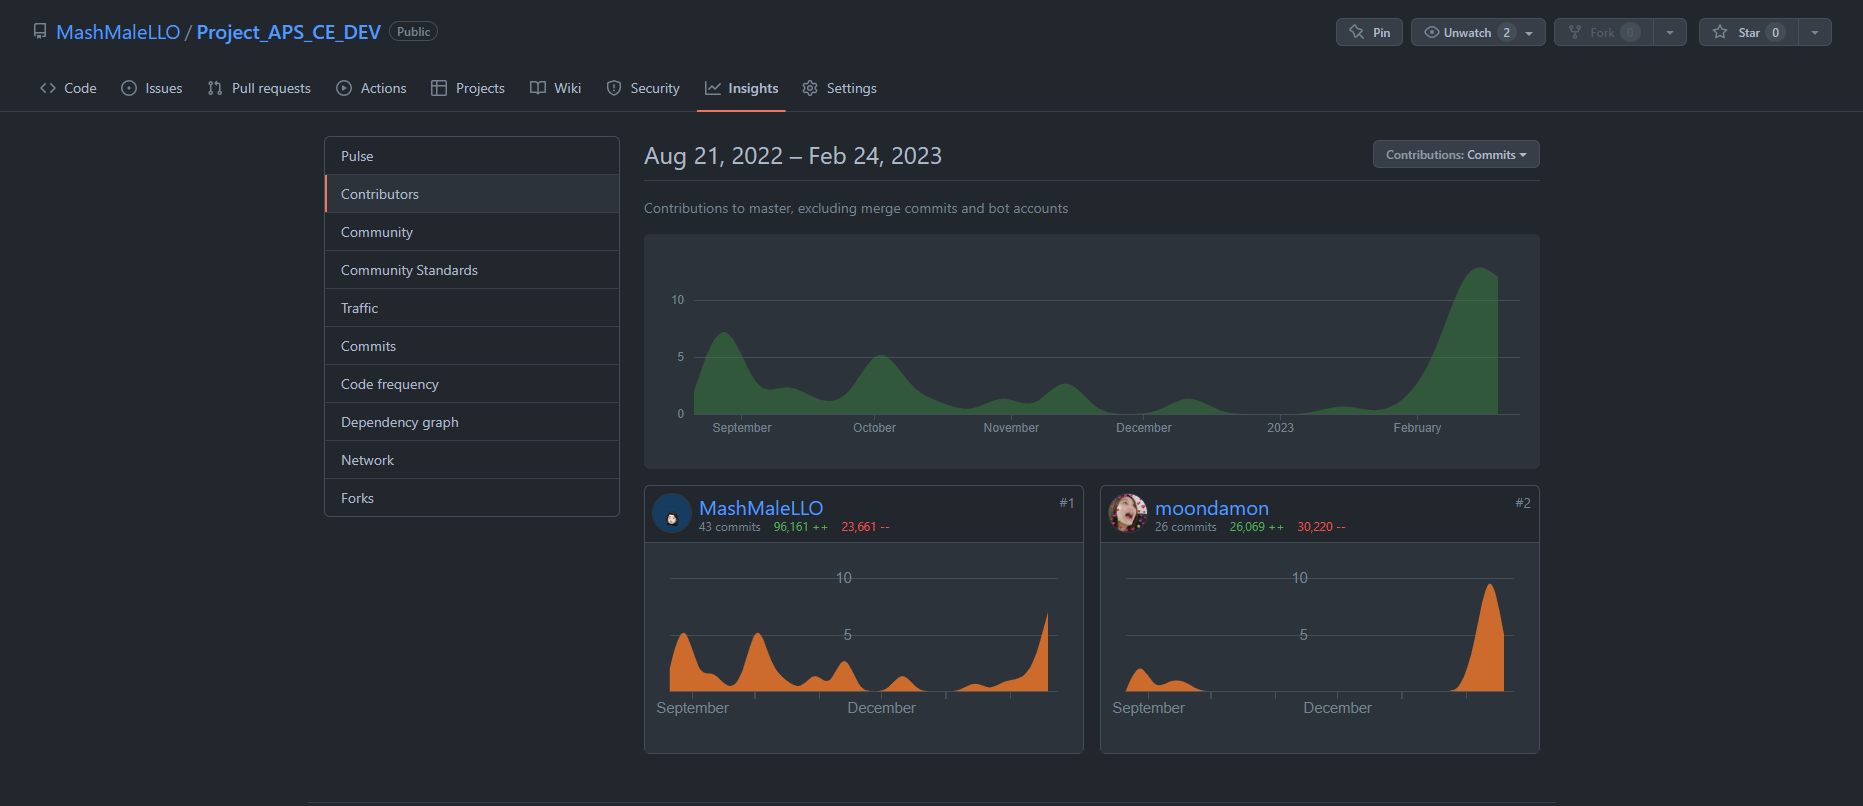 MashMaleLLO / Project_APS_CE_DEV Public
Pin Unwatch 2 Fork 0 Star 0
Code Issues Pull requests Actions Projects Wiki Security Insights Settings
Pulse
Contributors
Community
Community Standards
Traffic
Commits
Code frequency
Dependency graph
Network
Forks
Aug 21, 2022 – Feb 24, 2023
Contributions: Commits
Contributions to master, excluding merge commits and bot accounts
10
5
0
September October November December 2023 February
MashMaleLLO #1
43 commits 96,161 ++ 23,661 --
10
5
September December
moondamon #2
26 commits 26,069 ++ 30,220 --
10
5
September December